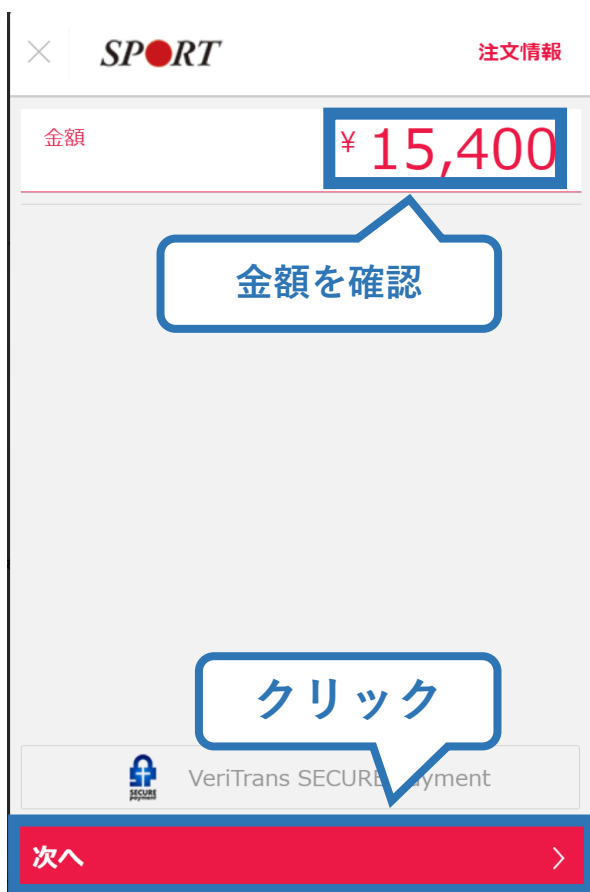 SPORT
注文情報
金額
¥ 15,400
金額を確認
クリック
SECURE
payment
VeriTrans SECURE yment
次へ